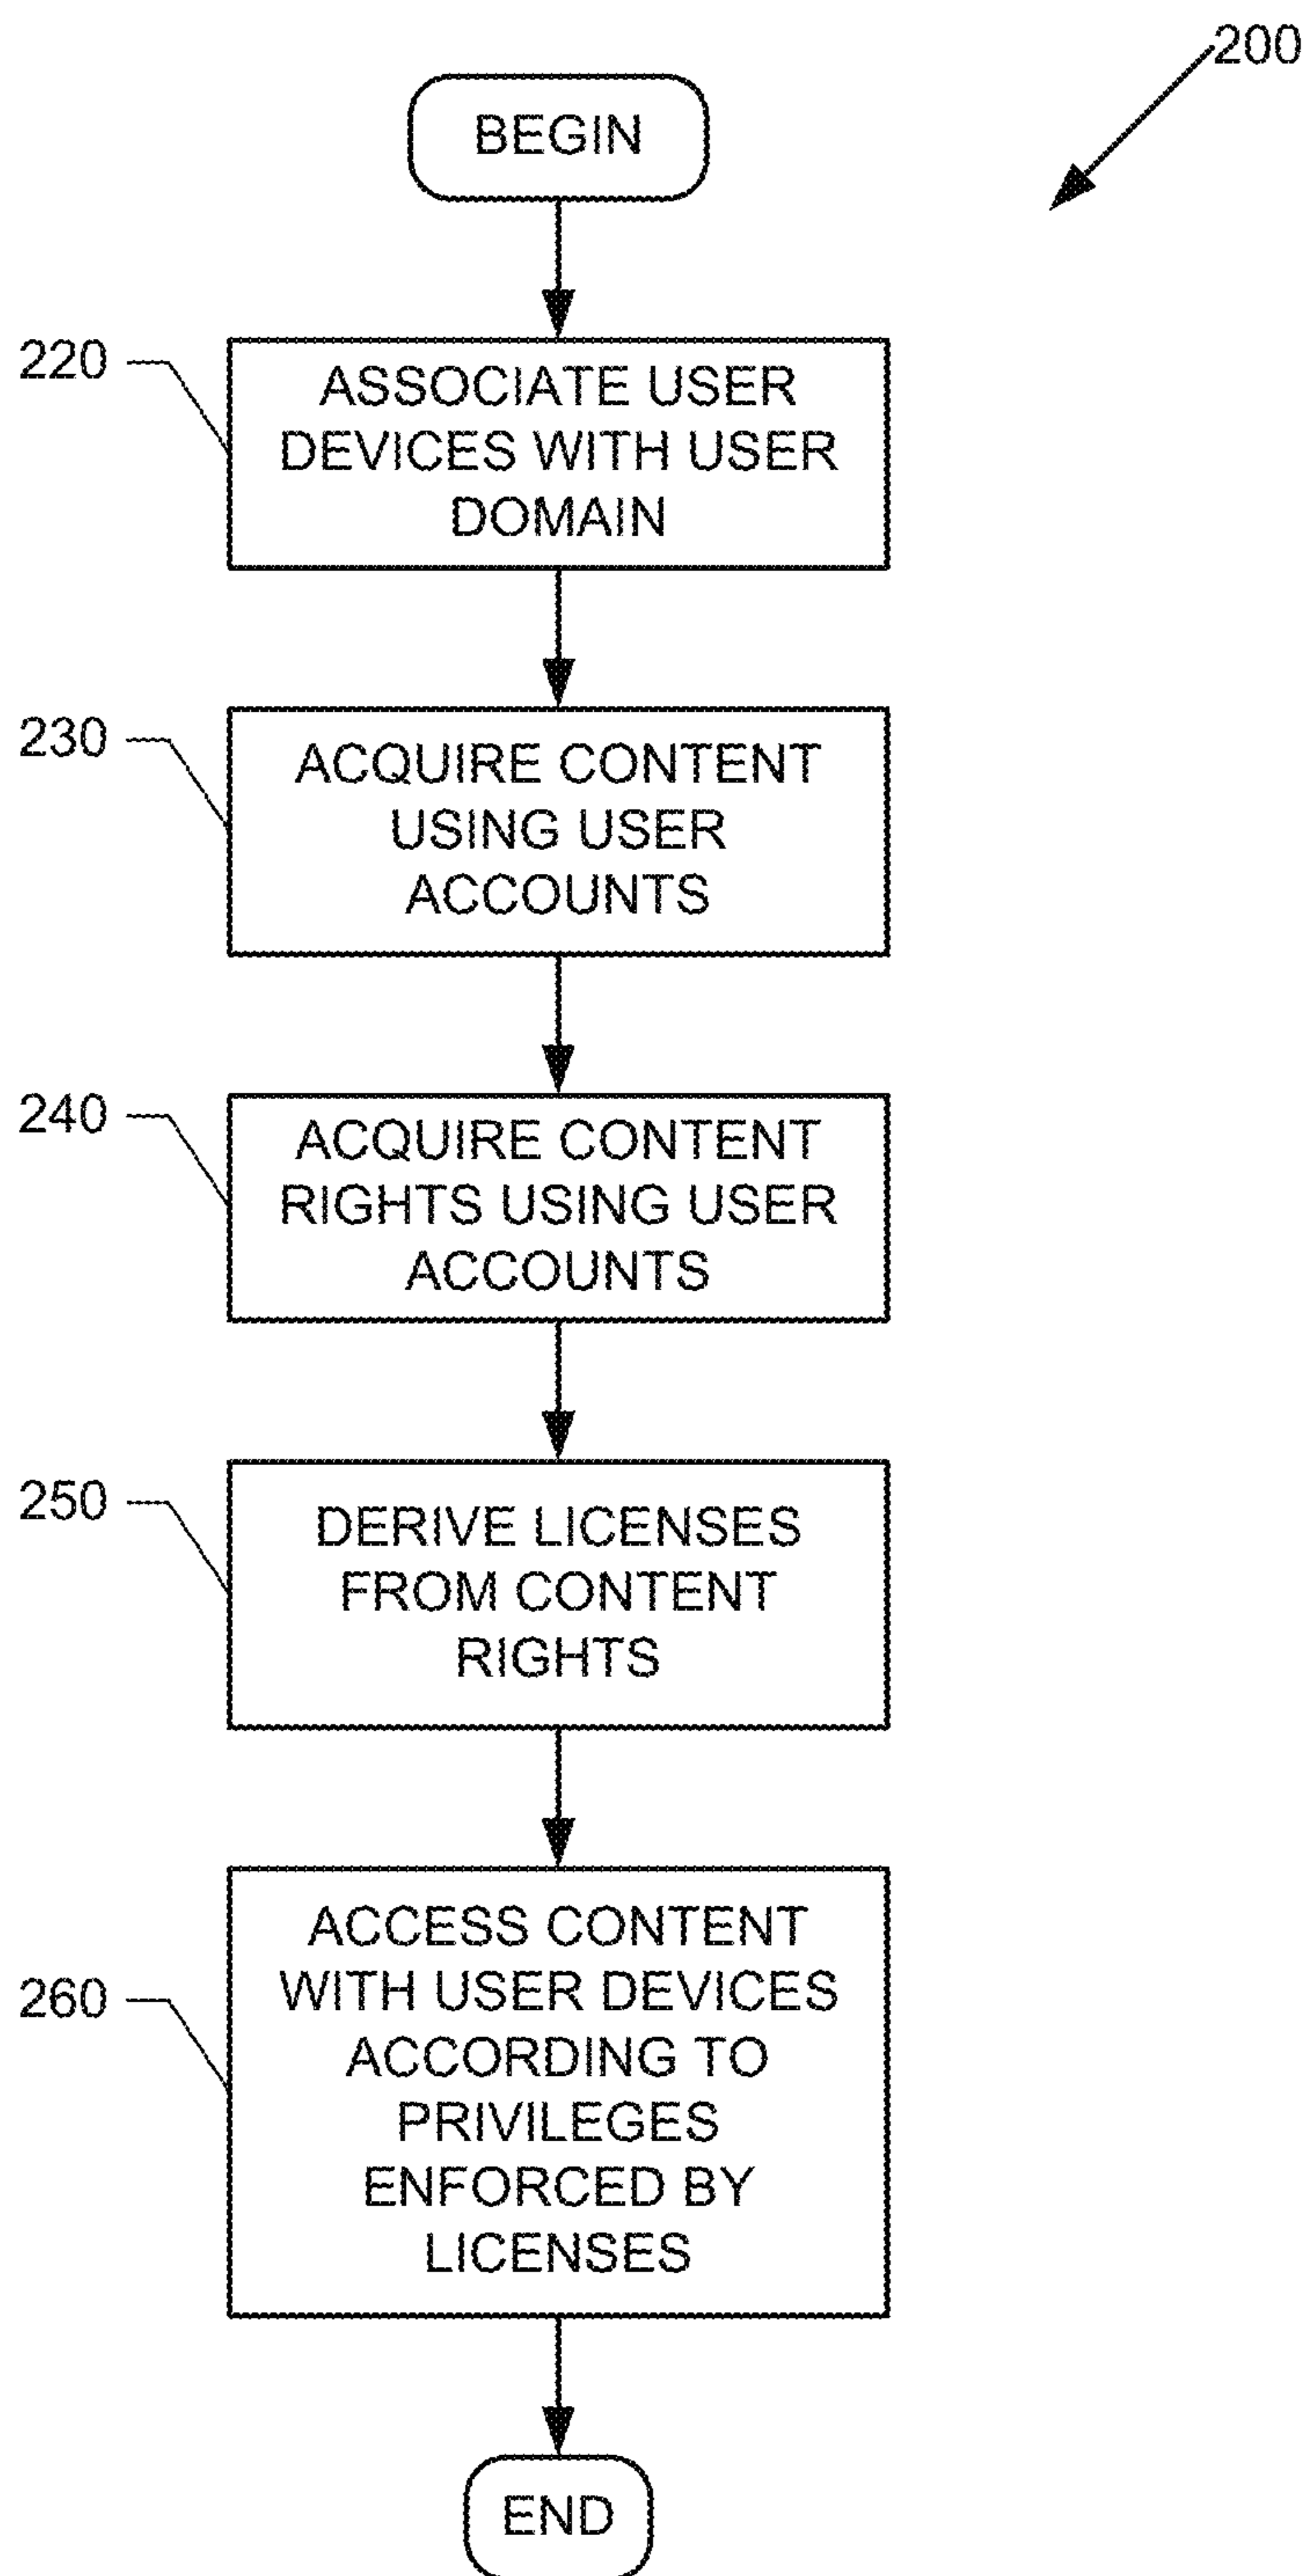 200
BEGIN
220
ASSOCIATE USER
DEVICES WITH USER
DOMAIN
230
ACQUIRE CONTENT
USING USER
ACCOUNTS
240
ACQUIRE CONTENT
RIGHTS USING USER
ACCOUNTS
250
DERIVE LICENSES
FROM CONTENT
RIGHTS
260
ACCESS CONTENT
WITH USER DEVICES
ACCORDING TO
PRIVILEGES
ENFORCED BY
LICENSES
END